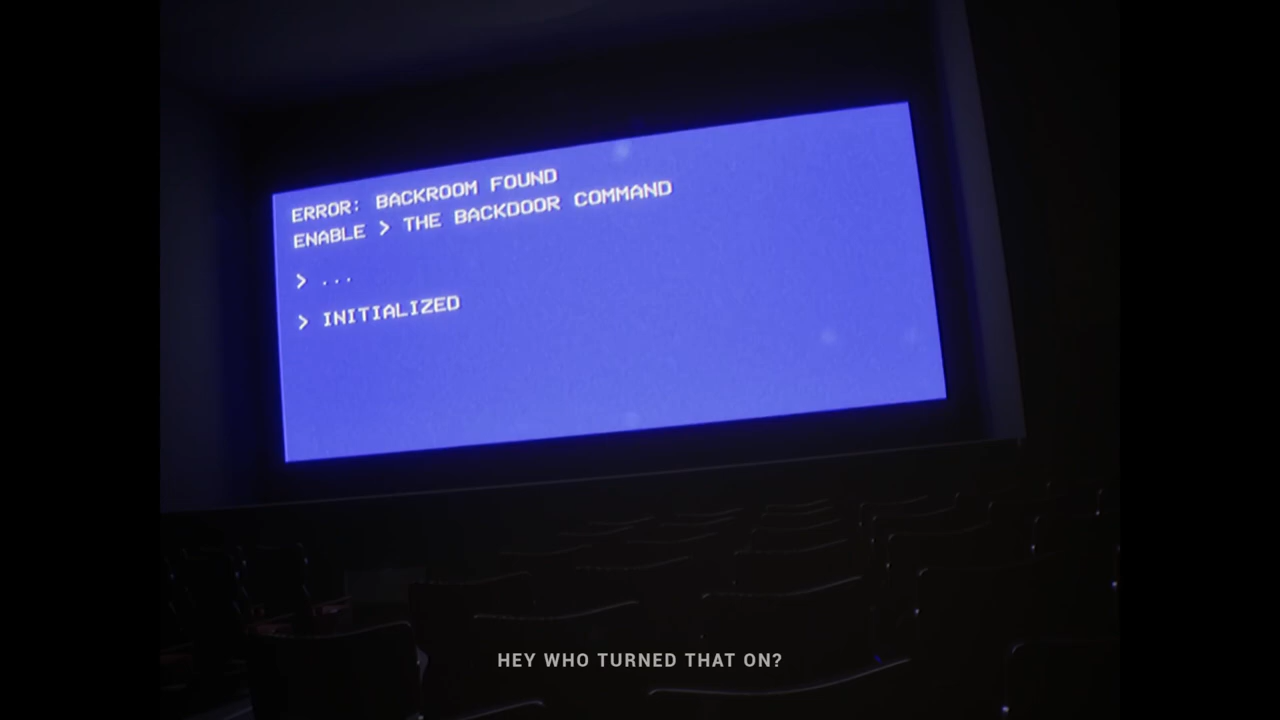 ERROR: BACKROOM FOUND
ENABLE > THE BACKDOOR COMMAND
> ...
> INITIALIZED
HEY WHO TURNED THAT ON?